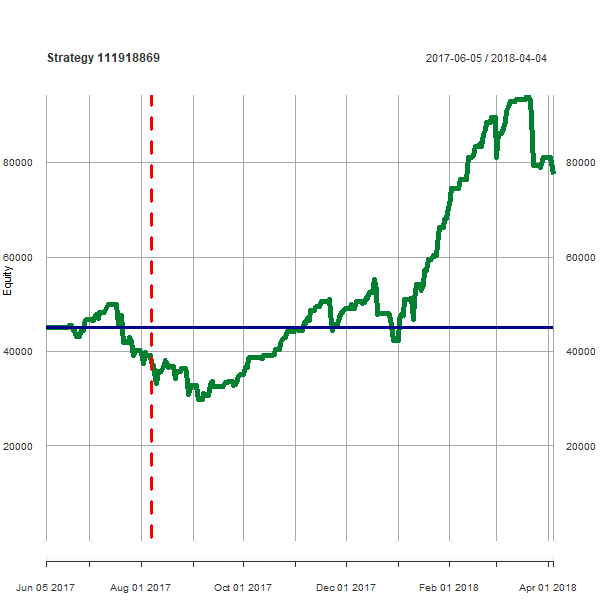 Strategy 111918869
2017-06-05 / 2018-04-04
80000
80000
60000
60000
Equity
40000
40000
20000
20000
Jun 05 2017
Aug 01 2017
Oct 01 2017
Dec 01 2017
Feb 01 2018
Apr 01 2018